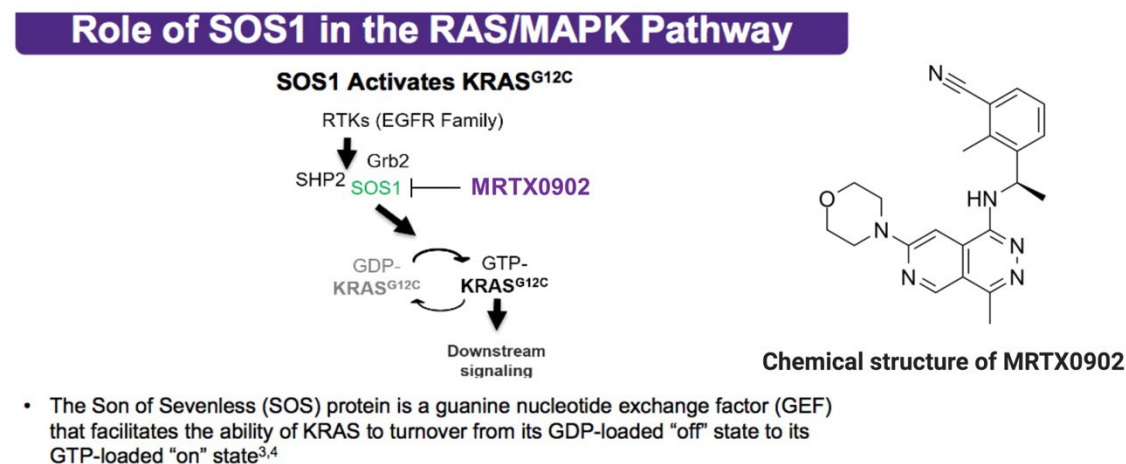 Role of SOS1 in the RAS/MAPK Pathway
SOS1 Activates KRASG12C
RTKs (EGFR Family)
Grb2
SHP2
SOS1
MRTX0902
GDP-
KRASG12C
GTP-
KRASG12C
Downstream
signaling
N
HN
O
N
N
N
N
Chemical structure of MRTX0902
• The Son of Sevenless (SOS) protein is a guanine nucleotide exchange factor (GEF)
that facilitates the ability of KRAS to turnover from its GDP-loaded “off” state to its
GTP-loaded “on” state3,4